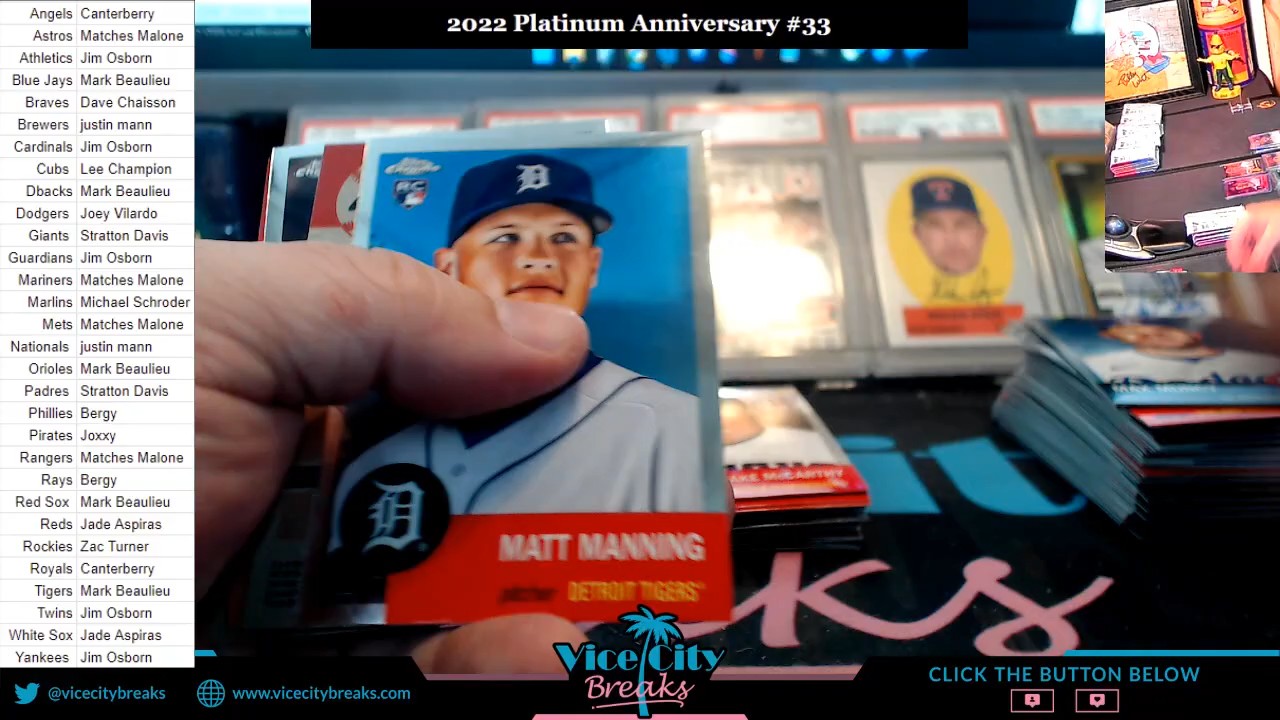 2022 Platinum Anniversary #33
Angels Canterberry
Astros Matches Malone
Athletics Jim Osborn
Blue Jays Mark Beaulieu
Braves Dave Chaisson
Brewers justin mann
Cardinals Jim Osborn
Cubs Lee Champion
Dbacks Mark Beaulieu
Dodgers Joey Vilardo
Giants Stratton Davis
Guardians Jim Osborn
Mariners Matches Malone
Marlins Michael Schroder
Mets Matches Malone
Nationals justin mann
Orioles Mark Beaulieu
Padres Stratton Davis
Phillies Bergy
Pirates Joxxy
Rangers Matches Malone
Rays Bergy
Red Sox Mark Beaulieu
Reds Jade Aspiras
Rockies Zac Turner
Royals Canterberry
Tigers Mark Beaulieu
Twins Jim Osborn
White Sox Jade Aspiras
Yankees Jim Osborn
RC
D
T
D
MATT MANNING
pitcher DETROIT TIGERS
AKE McCARTHY
ks
Vice City
Breaks
@vicecitybreaks
www.vicecitybreaks.com
CLICK THE BUTTON BELOW